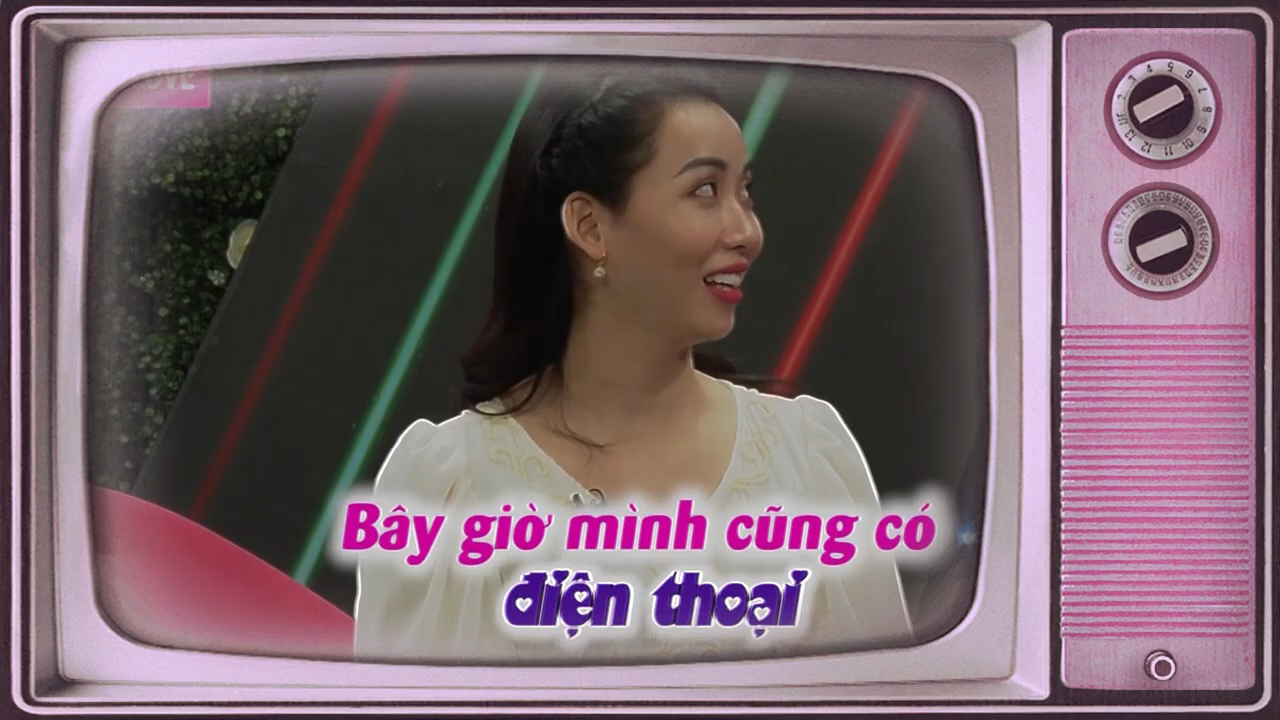 Bây giờ mình cũng có
điện thoại